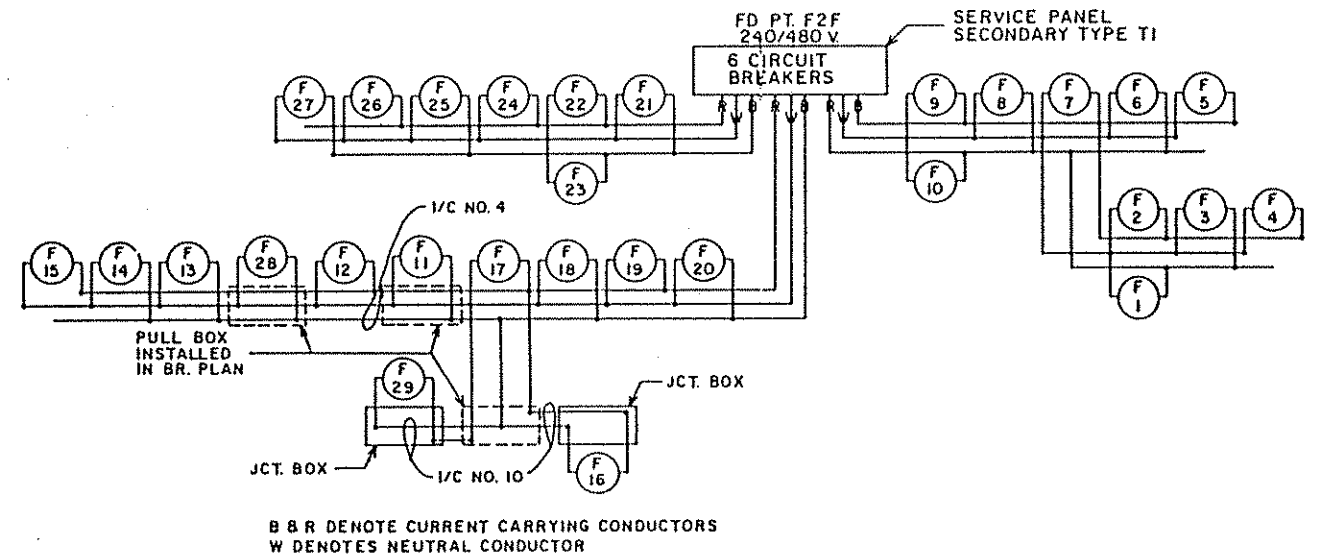 FD PT. F2F
240/480 V.
SERVICE PANEL
SECONDARY TYPE T1
6 CIRCUIT
BREAKERS
F 27
F 26
F 25
F 24
F 22
F 21
R
B
R
B
R
B
F 9
F 8
F 7
F 6
F 5
F 23
F 10
1/C NO. 4
F 2
F 3
F 4
F 15
F 14
F 13
F 28
F 12
F 11
F 17
F 18
F 19
F 20
F 1
PULL BOX
INSTALLED
IN BR. PLAN
F 29
JCT. BOX
JCT. BOX
1/C NO. 10
F 16
B & R DENOTE CURRENT CARRYING CONDUCTORS
W DENOTES NEUTRAL CONDUCTOR